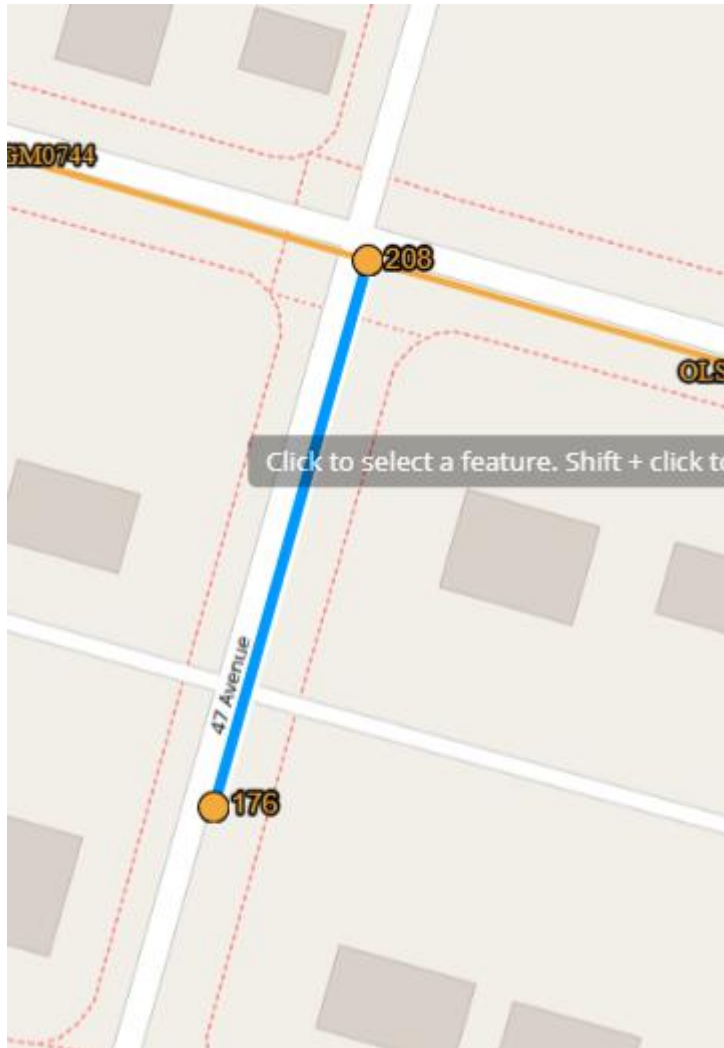 GM0744
208
OLS
Click to select a feature. Shift + click to
47 Avenue
176